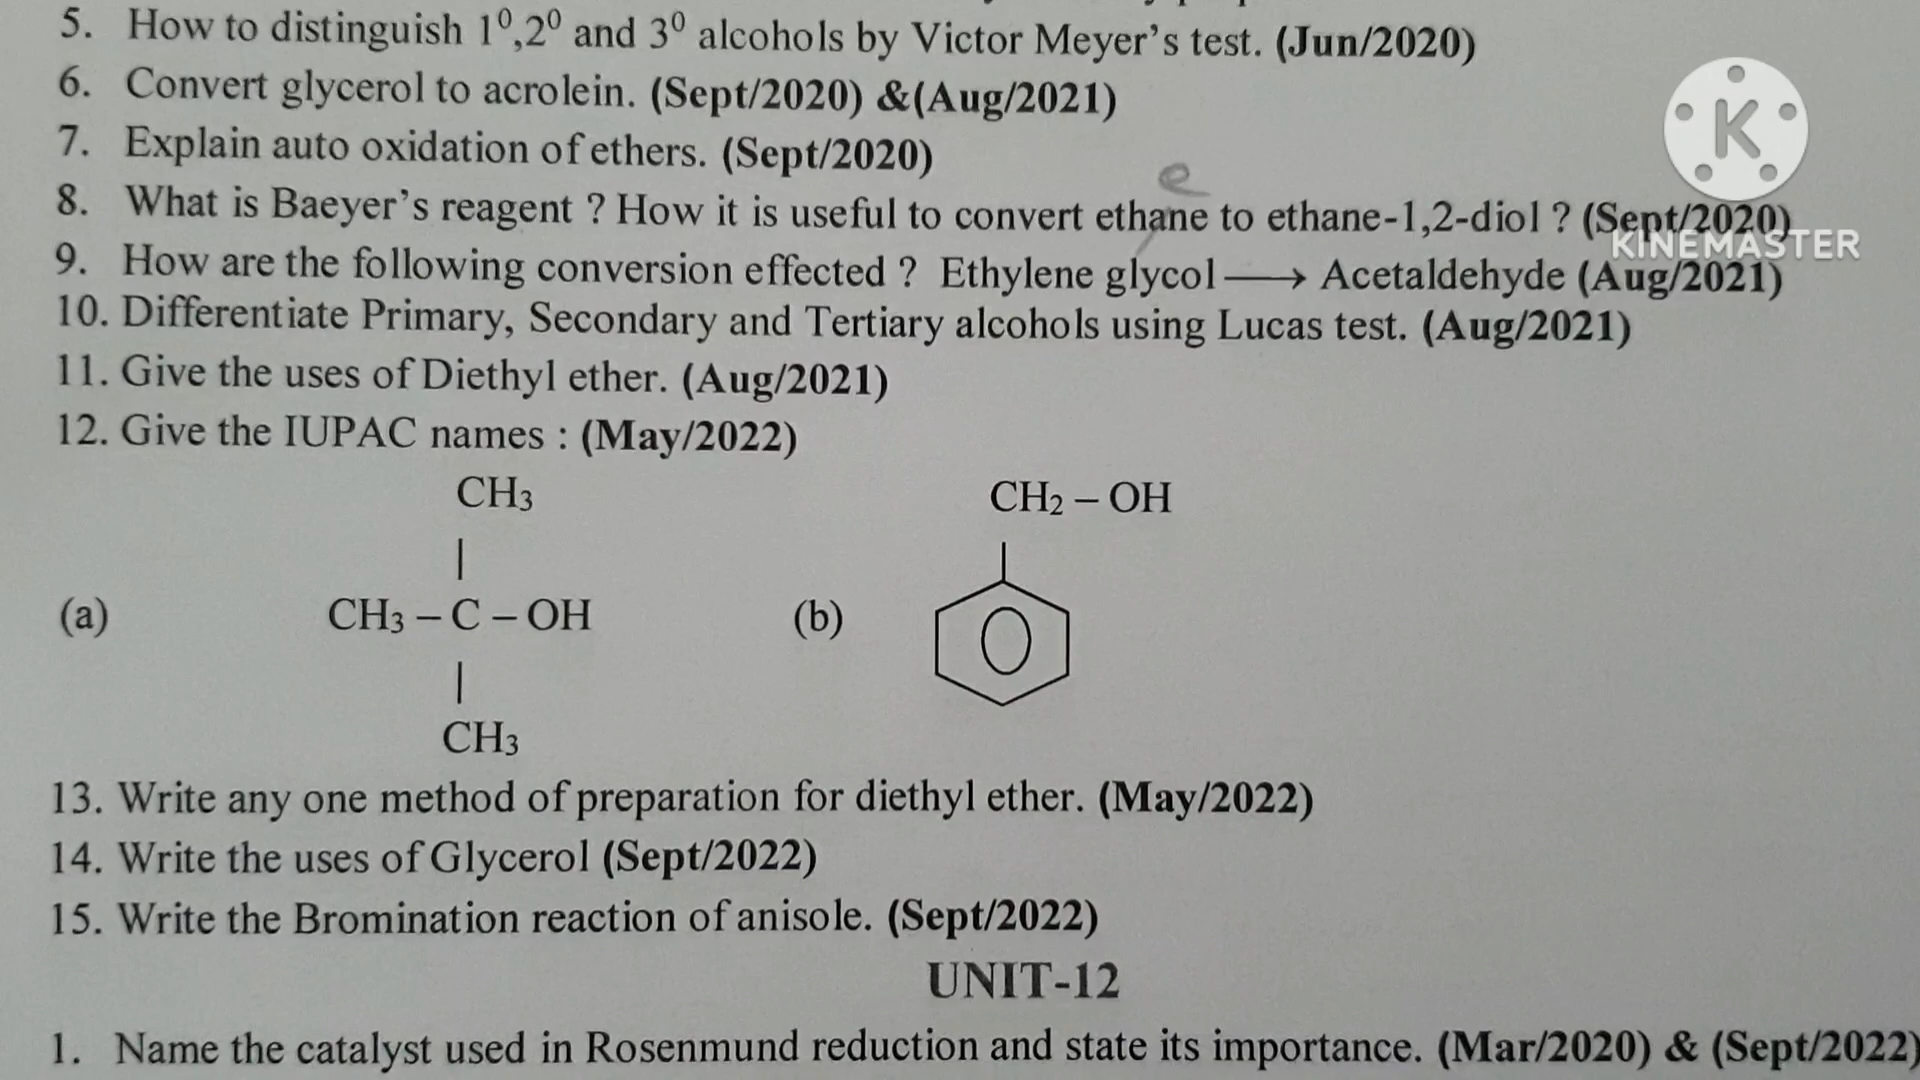 5. How to distinguish 1⁰,2⁰ and 3⁰ alcohols by Victor Meyer's test. (Jun/2020)
6. Convert glycerol to acrolein. (Sept/2020) &(Aug/2021)
7. Explain auto oxidation of ethers. (Sept/2020)
K
e
8. What is Baeyer's reagent ? How it is useful to convert ethane to ethane-1,2-diol ? (Sept/2020)
KINEMASTER
9. How are the following conversion effected ? Ethylene glycol ⟶ Acetaldehyde (Aug/2021)
10. Differentiate Primary, Secondary and Tertiary alcohols using Lucas test. (Aug/2021)
11. Give the uses of Diethyl ether. (Aug/2021)
12. Give the IUPAC names : (May/2022)
CH3 CH2 – OH
|
(a) CH3 – C – OH (b)
|
CH3
13. Write any one method of preparation for diethyl ether. (May/2022)
14. Write the uses of Glycerol (Sept/2022)
15. Write the Bromination reaction of anisole. (Sept/2022)
UNIT-12
1. Name the catalyst used in Rosenmund reduction and state its importance. (Mar/2020) & (Sept/2022)